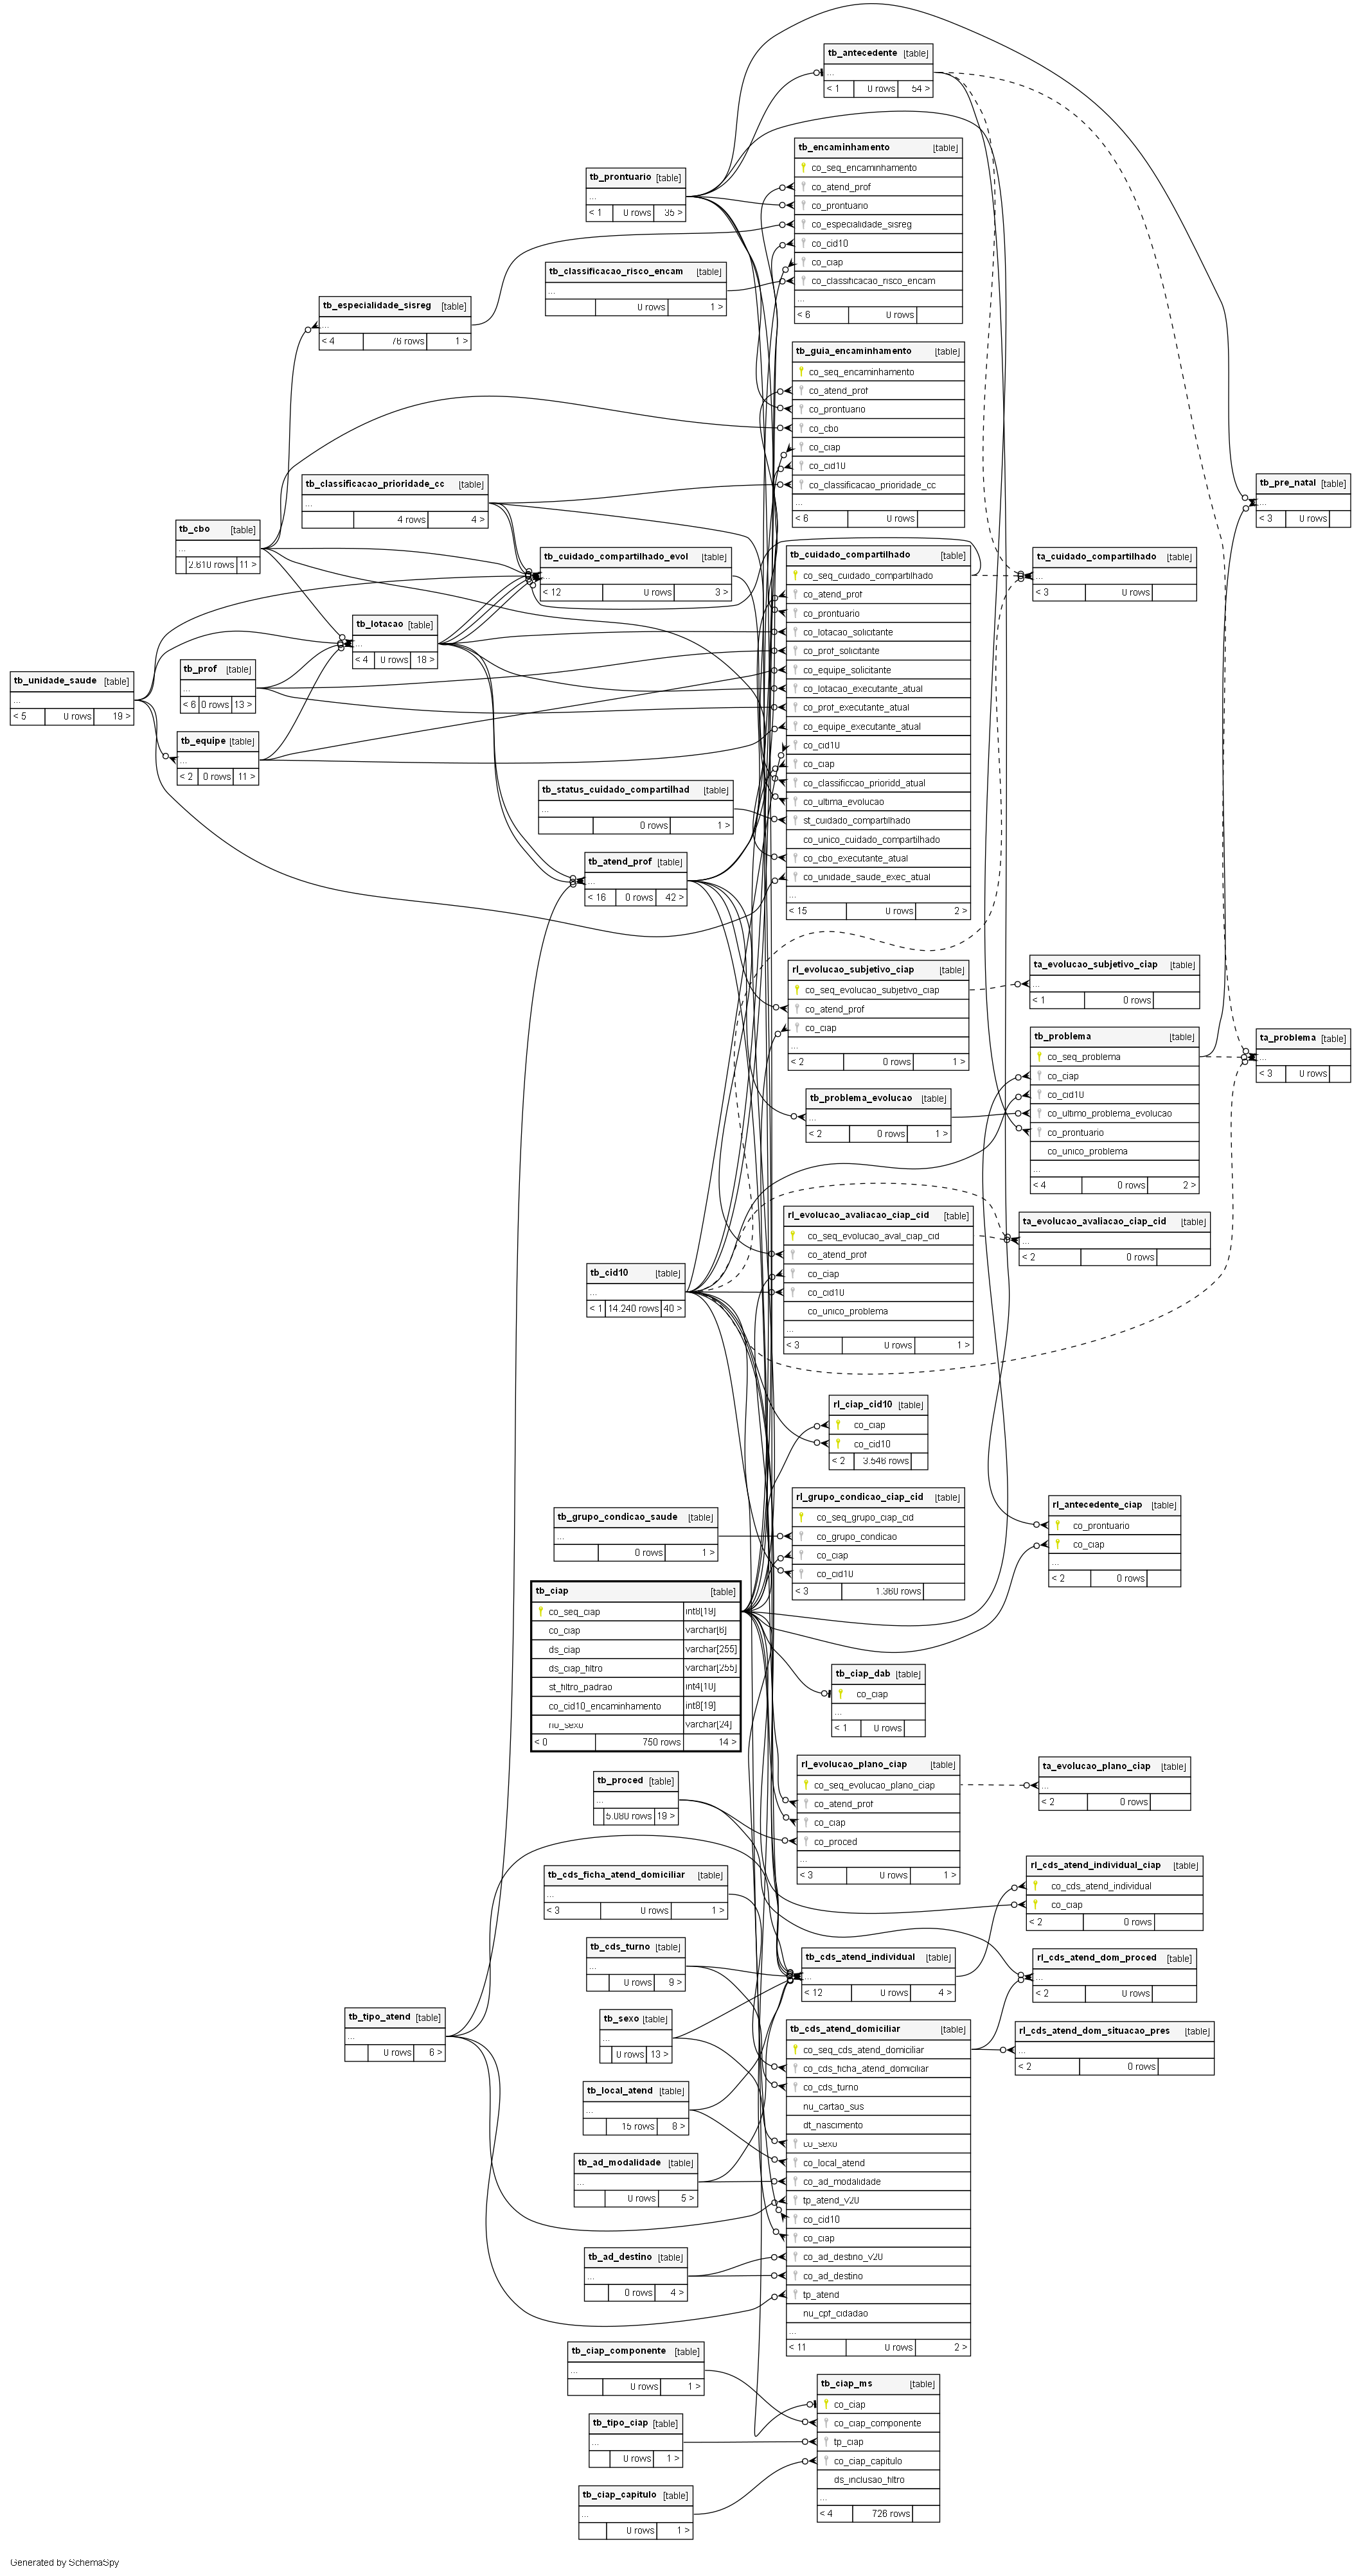 tb_antecedente [table]
...
< 1 0 rows 54 >
tb_encaminhamento [table]
co_seq_encaminhamento
co_atend_prof
co_prontuario
co_especialidade_sisreg
co_cid10
co_ciap
co_classificacao_risco_encam
...
< 6 0 rows
tb_prontuario [table]
...
< 1 0 rows 35 >
tb_classificacao_risco_encam [table]
...
0 rows 1 >
tb_especialidade_sisreg [table]
...
< 4 76 rows 1 >
tb_guia_encaminhamento [table]
co_seq_encaminhamento
co_atend_prof
co_prontuario
co_cbo
co_ciap
co_cid10
co_classificacao_prioridade_cc
...
< 6 0 rows
tb_classificacao_prioridade_cc [table]
...
4 rows 4 >
tb_pre_natal [table]
...
< 3 0 rows
tb_cbo [table]
...
2.610 rows 11 >
tb_cuidado_compartilhado_evol [table]
...
< 12 0 rows 3 >
tb_cuidado_compartilhado [table]
co_seq_cuidado_compartilhado
co_atend_prof
co_prontuario
co_lotacao_solicitante
co_prof_solicitante
co_equipe_solicitante
co_lotacao_executante_atual
co_prof_executante_atual
co_equipe_executante_atual
co_cid10
co_ciap
co_classificcao_prioridd_atual
co_ultima_evolucao
st_cuidado_compartilhado
co_unico_cuidado_compartilhado
co_cbo_executante_atual
co_unidade_saude_exec_atual
...
< 15 0 rows 2 >
ta_cuidado_compartilhado [table]
...
< 3 0 rows
tb_lotacao [table]
...
< 4 0 rows 18 >
tb_prof [table]
...
< 6 0 rows 13 >
tb_unidade_saude [table]
...
< 5 0 rows 19 >
tb_equipe [table]
...
< 2 0 rows 11 >
tb_status_cuidado_compartilhad [table]
...
0 rows 1 >
tb_atend_prof [table]
...
< 16 0 rows 42 >
rl_evolucao_subjetivo_ciap [table]
co_seq_evolucao_subjetivo_ciap
co_atend_prof
co_ciap
...
< 2 0 rows 1 >
ta_evolucao_subjetivo_ciap [table]
...
< 1 0 rows
tb_problema [table]
co_seq_problema
co_ciap
co_cid10
co_ultimo_problema_evolucao
co_prontuario
co_unico_problema
...
< 4 0 rows 2 >
ta_problema [table]
...
< 3 0 rows
tb_problema_evolucao [table]
...
< 2 0 rows 1 >
rl_evolucao_avaliacao_ciap_cid [table]
co_seq_evolucao_aval_ciap_cid
co_atend_prof
co_ciap
co_cid10
co_unico_problema
...
< 3 0 rows 1 >
ta_evolucao_avaliacao_ciap_cid [table]
...
< 2 0 rows
tb_cid10 [table]
...
< 1 14.240 rows 40 >
rl_ciap_cid10 [table]
co_ciap
co_cid10
< 2 3.546 rows
rl_grupo_condicao_ciap_cid [table]
co_seq_grupo_ciap_cid
co_grupo_condicao
co_ciap
co_cid10
< 3 1.360 rows
tb_grupo_condicao_saude [table]
...
0 rows 1 >
rl_antecedente_ciap [table]
co_prontuario
co_ciap
...
< 2 0 rows
tb_ciap [table]
co_seq_ciap int8[19]
co_ciap varchar[6]
ds_ciap varchar[255]
ds_ciap_filtro varchar[255]
st_filtro_padrao int4[10]
co_cid10_encaminhamento int8[19]
no_sexo varchar[24]
< 0 750 rows 14 >
tb_ciap_dab [table]
co_ciap
...
< 1 0 rows
rl_evolucao_plano_ciap [table]
co_seq_evolucao_plano_ciap
co_atend_prof
co_ciap
co_proced
...
< 3 0 rows 1 >
ta_evolucao_plano_ciap [table]
...
< 2 0 rows
tb_proced [table]
...
5.080 rows 19 >
tb_cds_ficha_atend_domiciliar [table]
...
< 3 0 rows 1 >
rl_cds_atend_individual_ciap [table]
co_cds_atend_individual
co_ciap
< 2 0 rows
tb_cds_turno [table]
...
0 rows 9 >
tb_cds_atend_individual [table]
...
< 12 0 rows 4 >
rl_cds_atend_dom_proced [table]
...
< 2 0 rows
tb_sexo [table]
...
0 rows 13 >
tb_tipo_atend [table]
...
0 rows 6 >
tb_cds_atend_domiciliar [table]
co_seq_cds_atend_domiciliar
co_cds_ficha_atend_domiciliar
co_cds_turno
nu_cartao_sus
dt_nascimento
co_sexo
co_local_atend
co_ad_modalidade
tp_atend_v20
co_cid10
co_ciap
co_ad_destino_v20
co_ad_destino
tp_atend
nu_cpf_cidadao
...
< 11 0 rows 2 >
rl_cds_atend_dom_situacao_pres [table]
...
< 2 0 rows
tb_local_atend [table]
...
15 rows 8 >
tb_ad_modalidade [table]
...
0 rows 5 >
tb_ad_destino [table]
...
0 rows 4 >
tb_ciap_componente [table]
...
0 rows 1 >
tb_ciap_ms [table]
co_ciap
co_ciap_componente
tp_ciap
co_ciap_capitulo
ds_inclusao_filtro
...
< 4 726 rows
tb_tipo_ciap [table]
...
0 rows 1 >
tb_ciap_capitulo [table]
...
0 rows 1 >
Generated by SchemaSpy